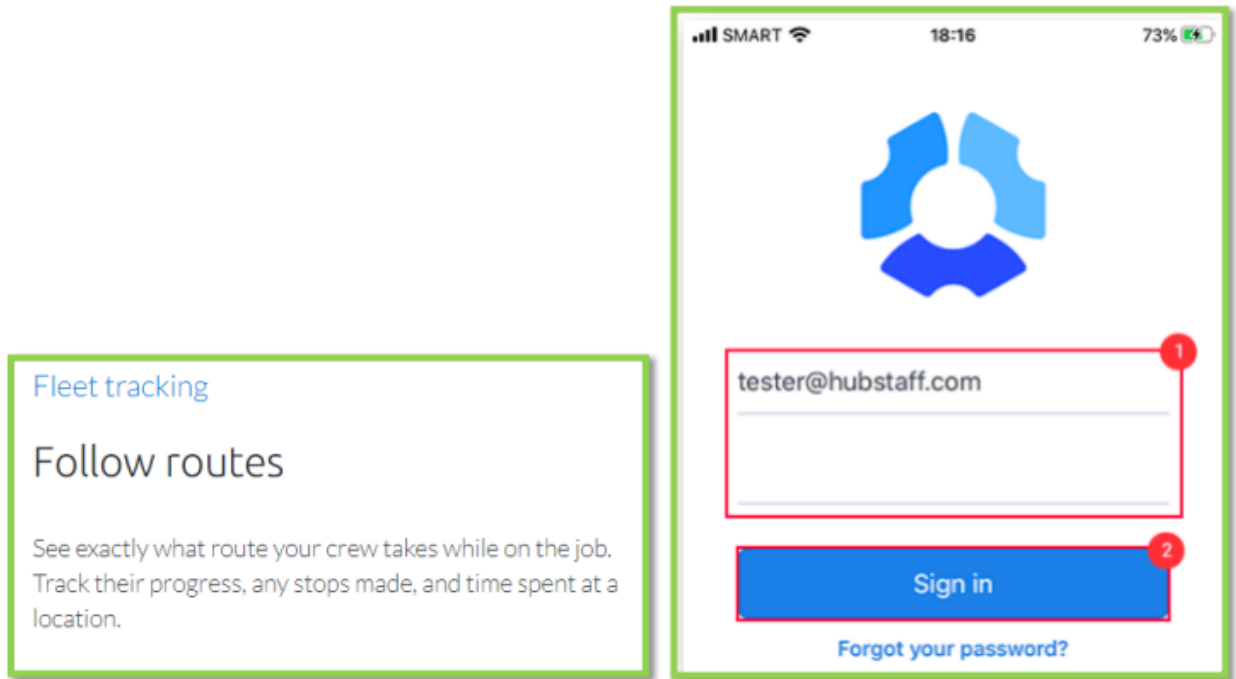 Fleet tracking
Follow routes
See exactly what route your crew takes while on the job.
Track their progress, any stops made, and time spent at a
location.
SMART 18:16 73%
1
tester@hubstaff.com
2
Sign in
Forgot your password?